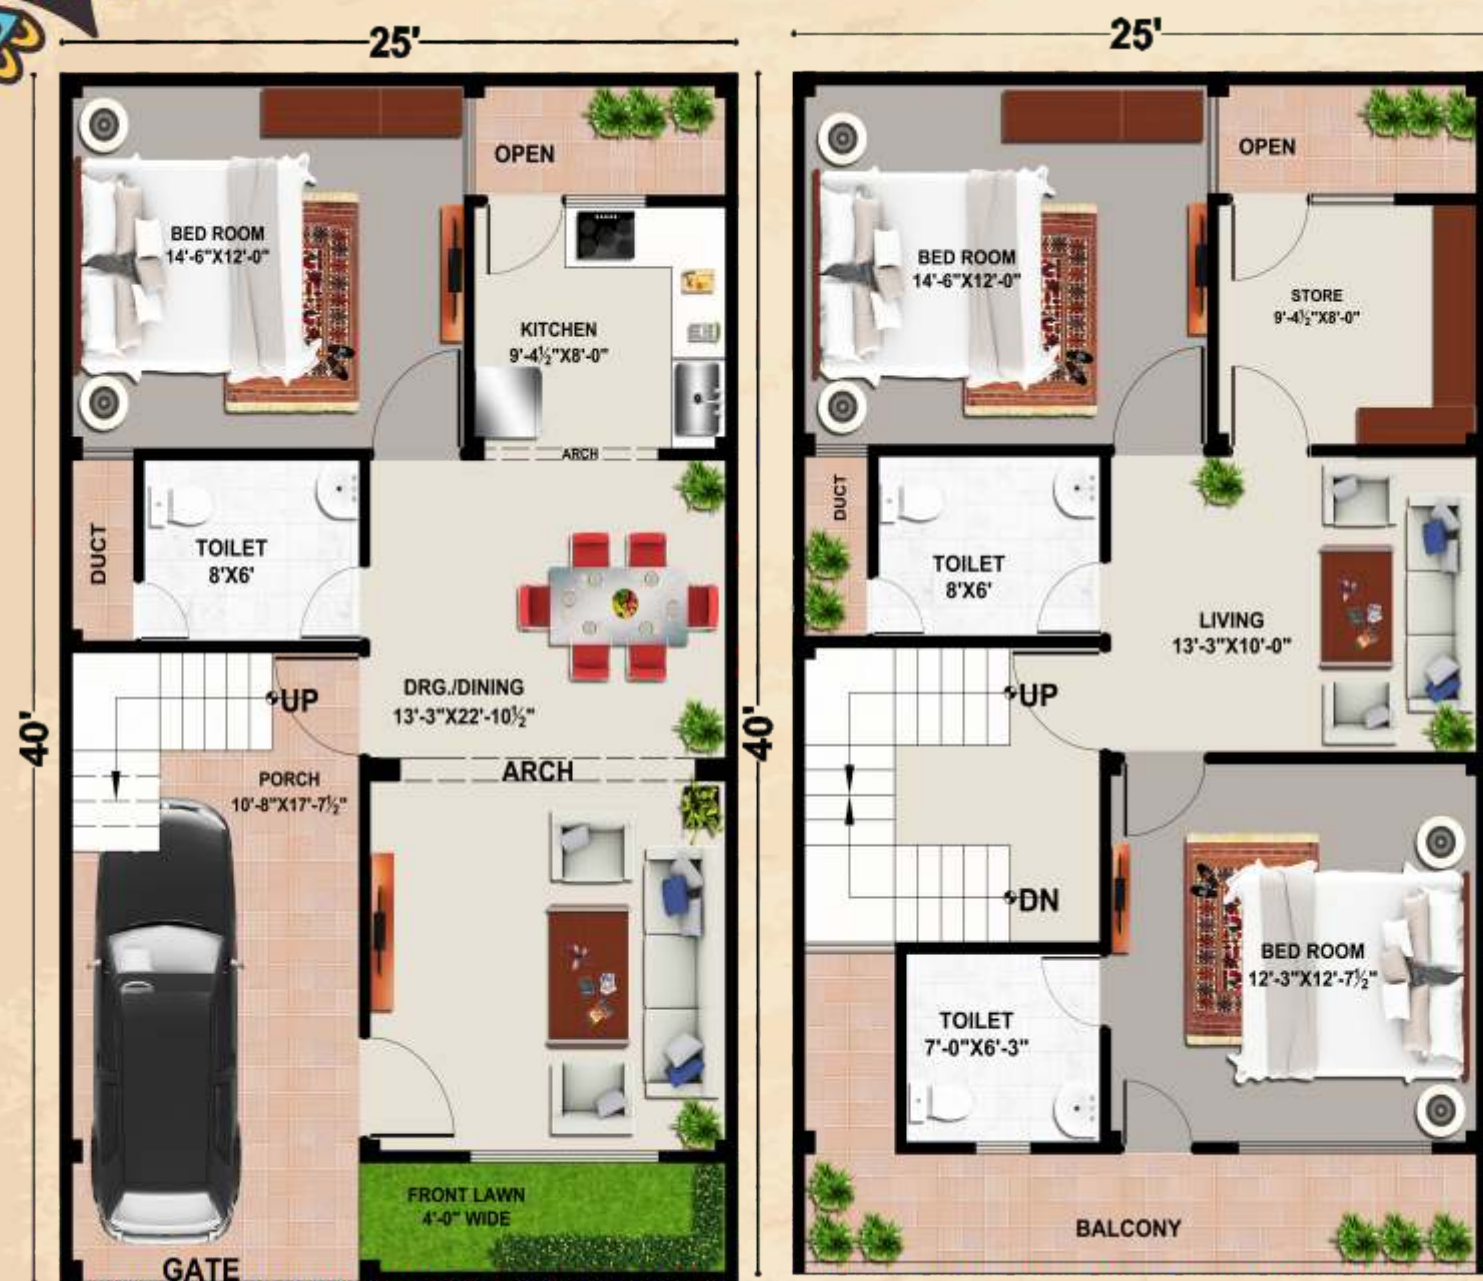 25'
OPEN
BED ROOM
14'-6"X12'-0"
KITCHEN
9'-4½"X8'-0"
ARCH
DUCT
TOILET
8'X6'
DRG./DINING
13'-3"X22'-10½"
UP
40'
ARCH
PORCH
10'-8"X17'-7½"
FRONT LAWN
4'-0" WIDE
GATE
25'
OPEN
BED ROOM
14'-6"X12'-0"
STORE
9'-4½"X8'-0"
DUCT
TOILET
8'X6'
LIVING
13'-3"X10'-0"
UP
40'
DN
BED ROOM
12'-3"X12'-7½"
TOILET
7'-0"X6'-3"
BALCONY